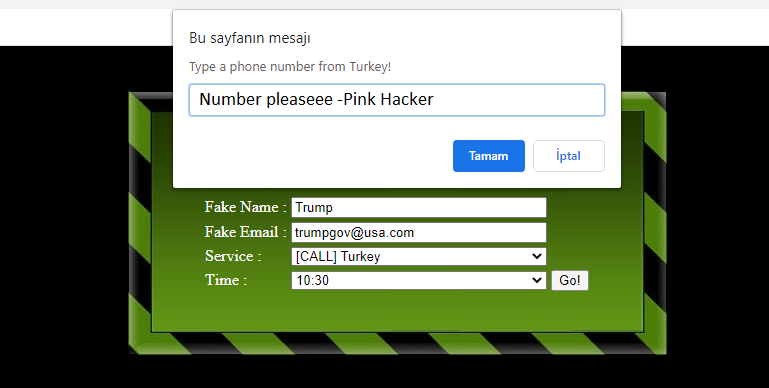 Bu sayfanın mesajı
Type a phone number from Turkey!
Number pleaseee -Pink Hacker
Tamam İptal
Fake Name : Trump
Fake Email : trumpgov@usa.com
Service : [CALL] Turkey
Time : 10:30 Go!